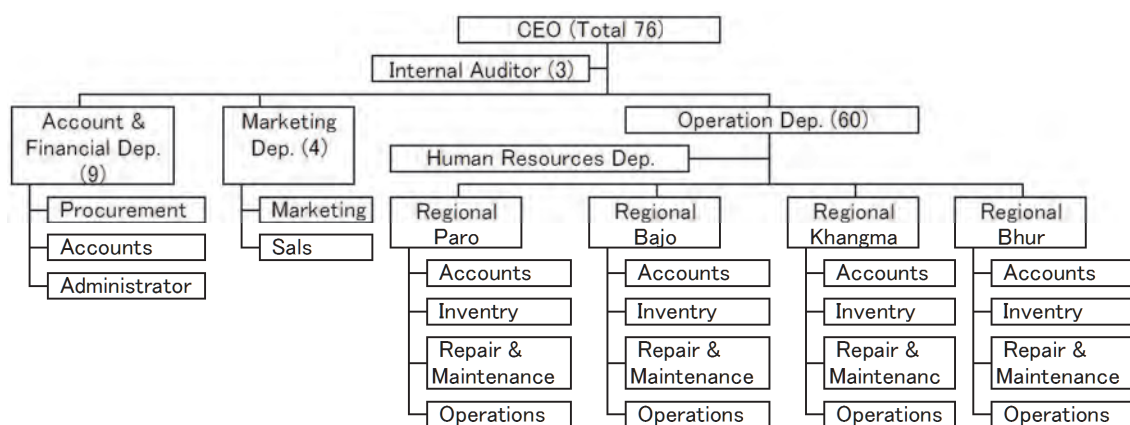 CEO (Total 76)
Internal Auditor (3)
Account &
Financial Dep.
(9)
Marketing
Dep. (4)
Operation Dep. (60)
Human Resources Dep.
Procurement
Accounts
Administrator
Marketing
Sals
Regional
Paro
Accounts
Inventry
Repair &
Maintenance
Operations
Regional
Bajo
Accounts
Inventry
Repair &
Maintenance
Operations
Regional
Khangma
Accounts
Inventry
Repair &
Maintenanc
Operations
Regional
Bhur
Accounts
Inventry
Repair &
Maintenance
Operations